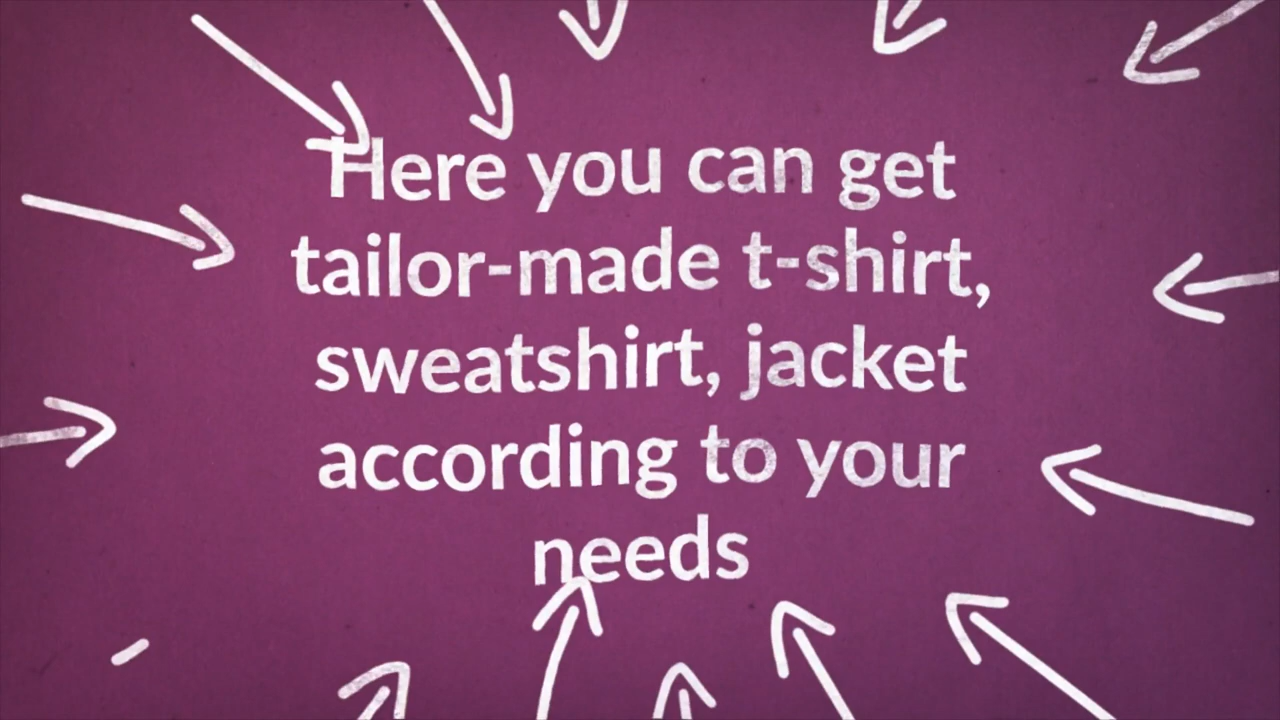 Here you can get
tailor-made t-shirt,
sweatshirt, jacket
according to your
needs